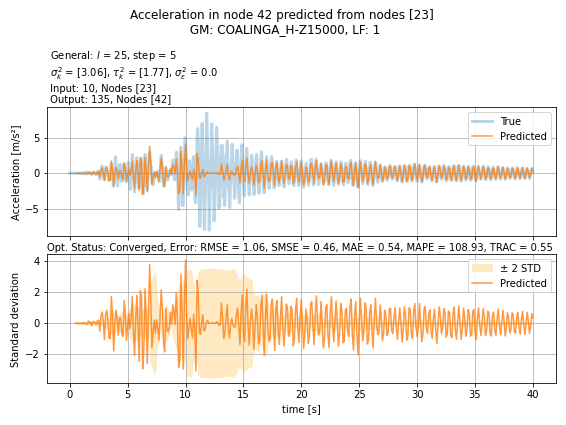 Acceleration in node 42 predicted from nodes [23]
GM: COALINGA_H-Z15000, LF: 1
General: l = 25, step = 5
σ²ₖ = [3.06], τ²ₖ = [1.77], σ²ε = 0.0
Input: 10, Nodes [23]
Output: 135, Nodes [42]
True
Predicted
Acceleration [m/s²]
5
0
−5
Opt. Status: Converged, Error: RMSE = 1.06, SMSE = 0.46, MAE = 0.54, MAPE = 108.93, TRAC = 0.55
± 2 STD
Predicted
Standard deviation
4
2
0
−2
0 5 10 15 20 25 30 35 40
time [s]